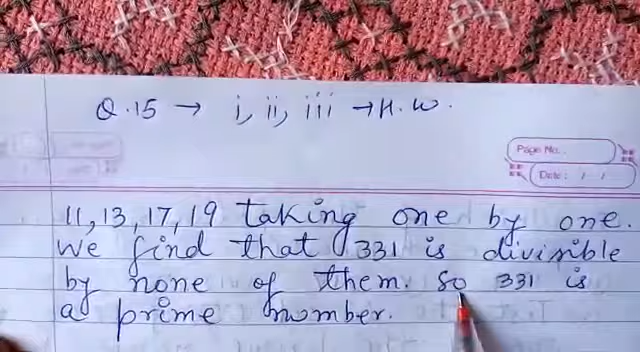 Q.15 → i, ii, iii → H.W.
Page No.:
Date: / /
11, 13, 17, 19 taking one by one.
We find that 331 is divisible
by none of them. So 331 is
a prime number.